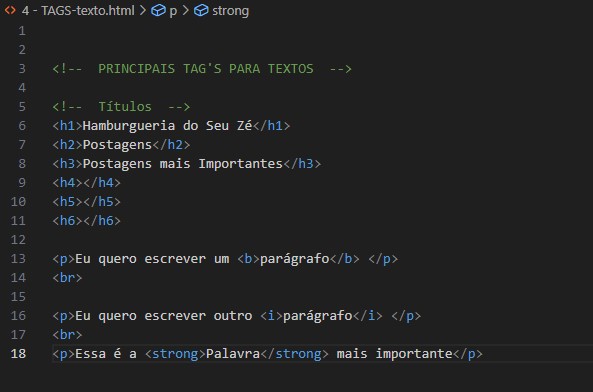 4 - TAGS-texto.html > p > strong
1
2
3 <!--  PRINCIPAIS TAG'S PARA TEXTOS  -->
4
5 <!--  Títulos  -->
6 <h1>Hamburgueria do Seu Zé</h1>
7 <h2>Postagens</h2>
8 <h3>Postagens mais Importantes</h3>
9 <h4></h4>
10 <h5></h5>
11 <h6></h6>
12
13 <p>Eu quero escrever um <b>parágrafo</b> </p>
14 <br>
15
16 <p>Eu quero escrever outro <i>parágrafo</i> </p>
17 <br>
18 <p>Essa é a <strong>Palavra</strong> mais importante</p>